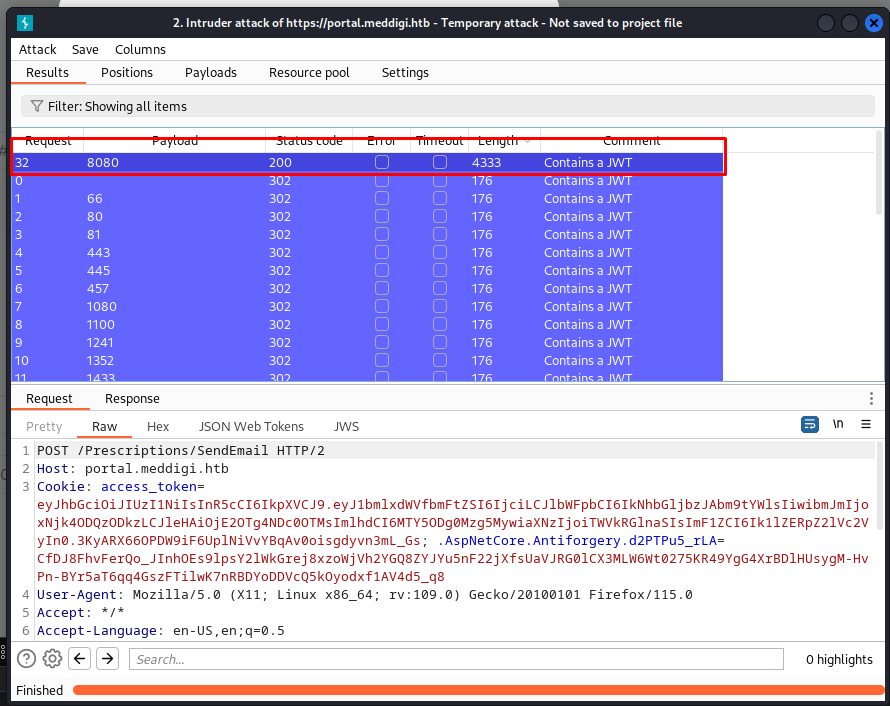 2. Intruder attack of https://portal.meddigi.htb - Temporary attack - Not saved to project file
Attack Save Columns
Results Positions Payloads Resource pool Settings
Filter: Showing all items
Request Payload Status code Error Timeout Length Comment
32 8080 200 4333 Contains a JWT
0 302 176 Contains a JWT
1 66 302 176 Contains a JWT
2 80 302 176 Contains a JWT
3 81 302 176 Contains a JWT
4 443 302 176 Contains a JWT
5 445 302 176 Contains a JWT
6 457 302 176 Contains a JWT
7 1080 302 176 Contains a JWT
8 1100 302 176 Contains a JWT
9 1241 302 176 Contains a JWT
10 1352 302 176 Contains a JWT
11 1433 302 176 Contains a JWT
Request Response
Pretty Raw Hex JSON Web Tokens JWS
\n
1 POST /Prescriptions/SendEmail HTTP/2
2 Host: portal.meddigi.htb
3 Cookie: access_token=
eyJhbGciOiJIUzI1NiIsInR5cCI6IkpXVCJ9.eyJ1bmlxdWVfbmFtZSI6IjciLCJlbWFpbCI6IkNhbGljbzJAbm9tYWlsIiwibmJmIjo
xNjk4ODQzODkzLCJleHAiOjE2OTg4NDc0OTMsImlhdCI6MTY5ODg0Mzg5MywiaXNzIjoiTWVkRGlnaSIsImF1ZCI6Ik1lZERpZ2lVc2V
yIn0.3KyARX66OPDW9iF6UplNiVvYBqAv0oisgdyvn3mL_Gs; .AspNetCore.Antiforgery.d2PTPu5_rLA=
CfDJ8FhvFerQo_JInhOEs9lpsY2lWkGrej8xzoWjVh2YGQ8ZYJYu5nF22jXfsUaVJRG0lCX3MLW6Wt0275KR49YgG4XrBDlHUsygM-Hv
Pn-BYr5aT6qq4GszFTilwK7nRBDYoDDVcQ5kOyodxf1AV4d5_q8
4 User-Agent: Mozilla/5.0 (X11; Linux x86_64; rv:109.0) Gecko/20100101 Firefox/115.0
5 Accept: */*
6 Accept-Language: en-US,en;q=0.5
Search...
0 highlights
Finished